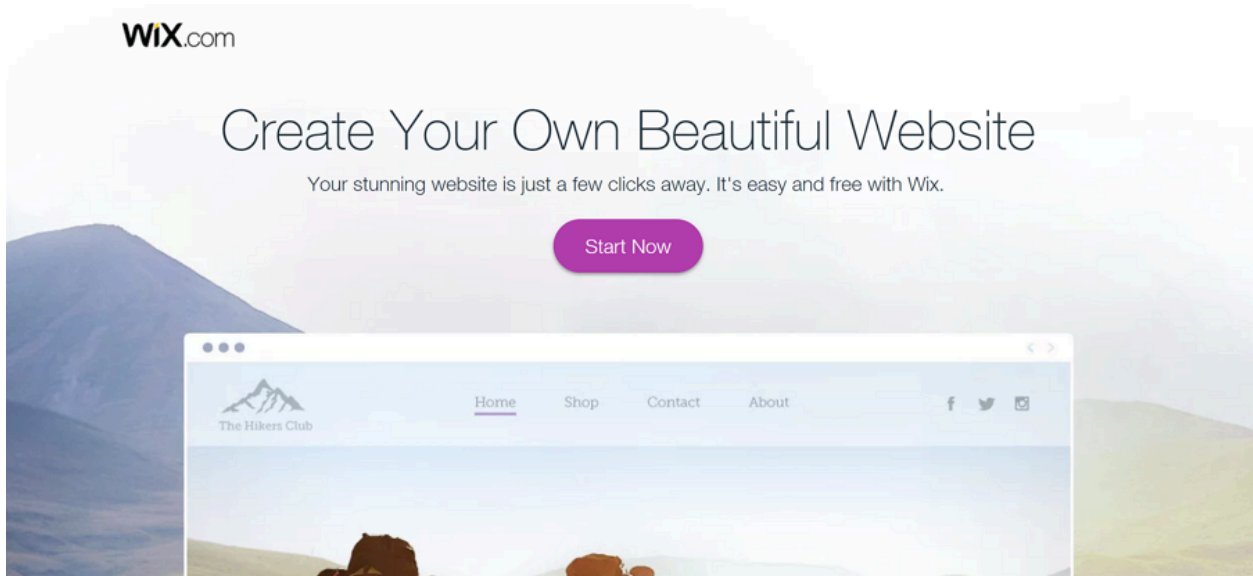 WiX.com
Create Your Own Beautiful Website
Your stunning website is just a few clicks away. It's easy and free with Wix.
Start Now
The Hikers Club
Home Shop Contact About